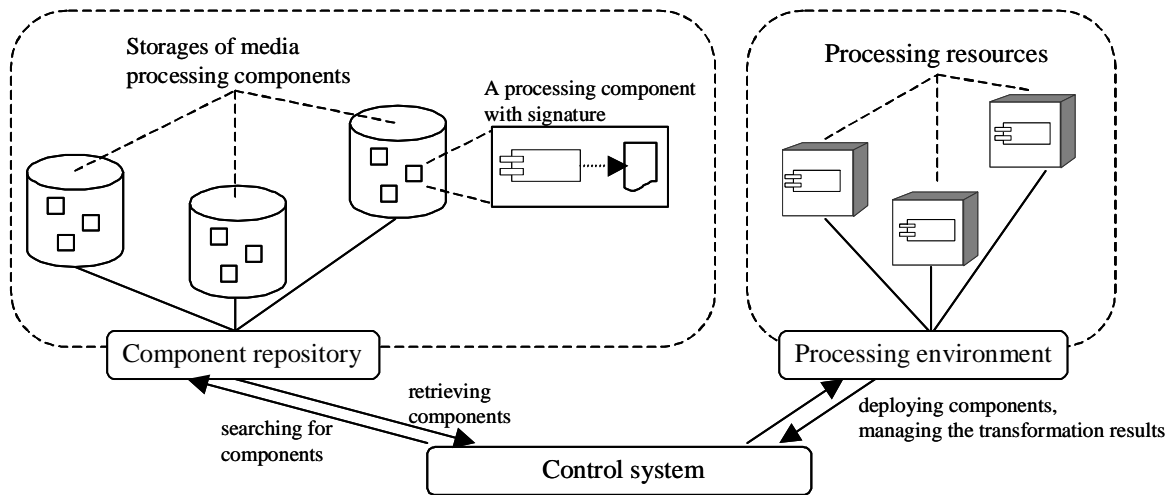 Storages of media
processing components
A processing component
with signature
Processing resources
Component repository
Processing environment
retrieving
components
searching for
components
deploying components,
managing the transformation results
Control system